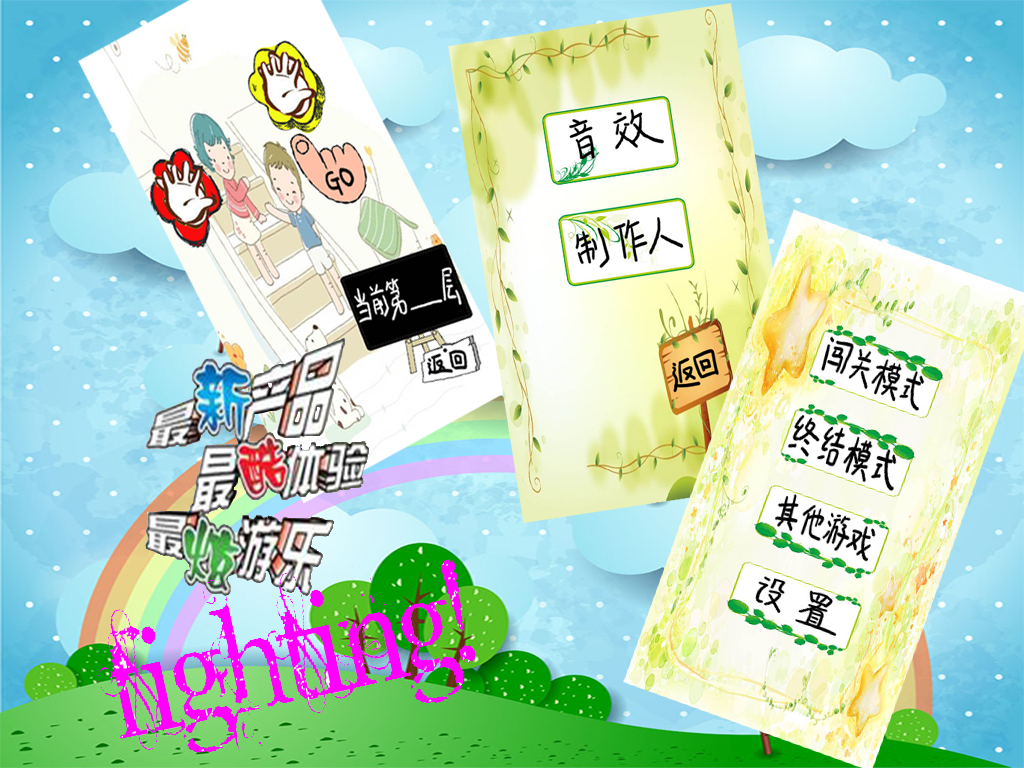 GO
当前第__层
返回
音效
制作人
返回
闯关模式
终结模式
其他游戏
设置
最新产品
最酷体验
最炫游乐
fighting!